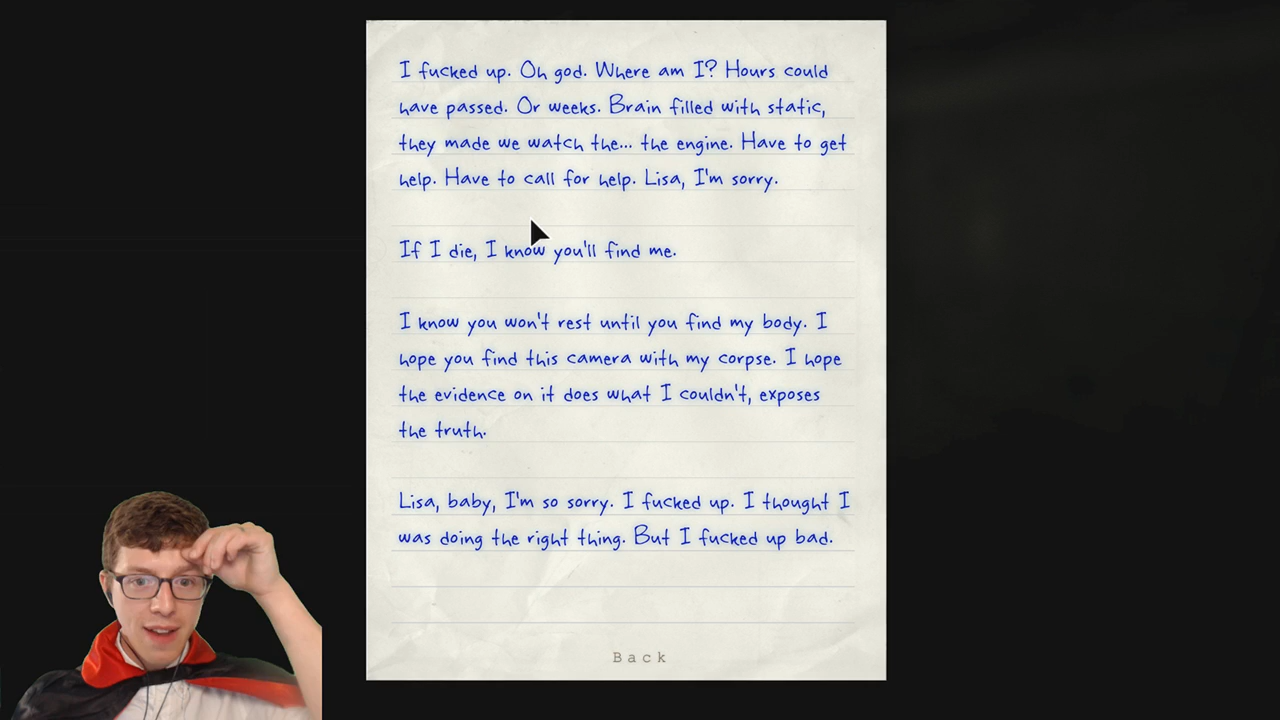 I fucked up. Oh god. Where am I? Hours could
have passed. Or weeks. Brain filled with static,
they made we watch the... the engine. Have to get
help. Have to call for help. Lisa, I'm sorry.
If I die, I know you'll find me.
I know you won't rest until you find my body. I
hope you find this camera with my corpse. I hope
the evidence on it does what I couldn't, exposes
the truth.
Lisa, baby, I'm so sorry. I fucked up. I thought I
was doing the right thing. But I fucked up bad.
Back